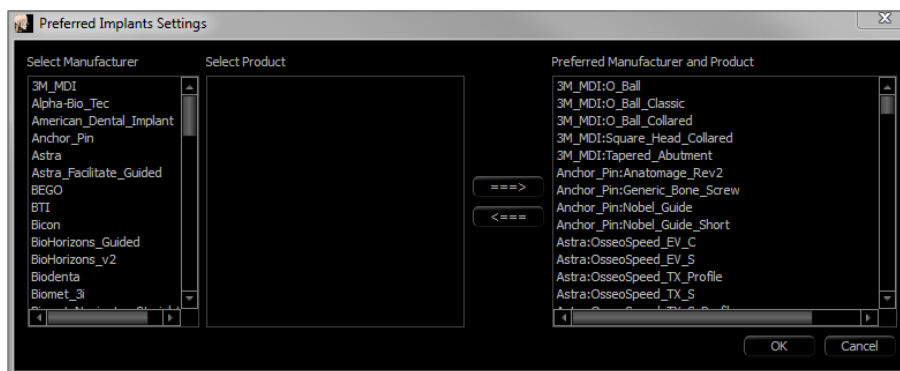 Preferred Implants Settings
Select Manufacturer
Select Product
Preferred Manufacturer and Product
3M_MDI
Alpha-Bio_Tec
American_Dental_Implant
Anchor_Pin
Astra
Astra_Facilitate_Guided
BEGO
BTI
Bicon
BioHorizons_Guided
BioHorizons_v2
Biodenta
Biomet_3i
===>
<===
3M_MDI:O_Ball
3M_MDI:O_Ball_Classic
3M_MDI:O_Ball_Collared
3M_MDI:Square_Head_Collared
3M_MDI:Tapered_Abutment
Anchor_Pin:Anatomage_Rev2
Anchor_Pin:Generic_Bone_Screw
Anchor_Pin:Nobel_Guide
Anchor_Pin:Nobel_Guide_Short
Astra:OsseoSpeed_EV_C
Astra:OsseoSpeed_EV_S
Astra:OsseoSpeed_TX_Profile
Astra:OsseoSpeed_TX_S
OK
Cancel